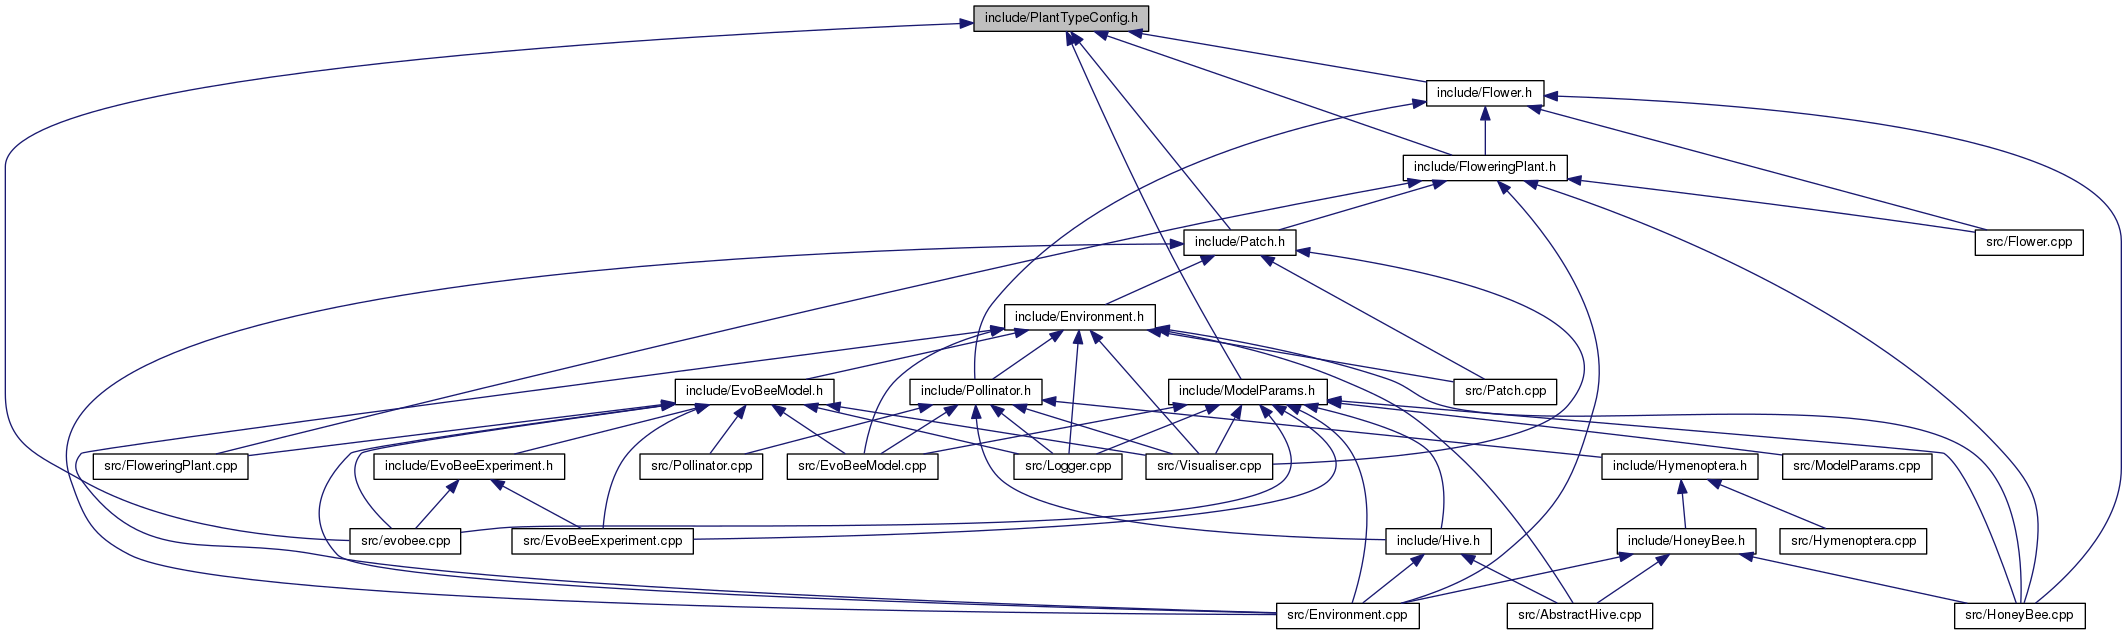 include/PlantTypeConfig.h
include/Flower.h
include/FloweringPlant.h
include/Patch.h
src/Flower.cpp
include/Environment.h
include/EvoBeeModel.h
include/Pollinator.h
include/ModelParams.h
src/Patch.cpp
src/FloweringPlant.cpp
include/EvoBeeExperiment.h
src/Pollinator.cpp
src/EvoBeeModel.cpp
src/Logger.cpp
src/Visualiser.cpp
include/Hymenoptera.h
src/ModelParams.cpp
src/evobee.cpp
src/EvoBeeExperiment.cpp
include/Hive.h
include/HoneyBee.h
src/Hymenoptera.cpp
src/Environment.cpp
src/AbstractHive.cpp
src/HoneyBee.cpp